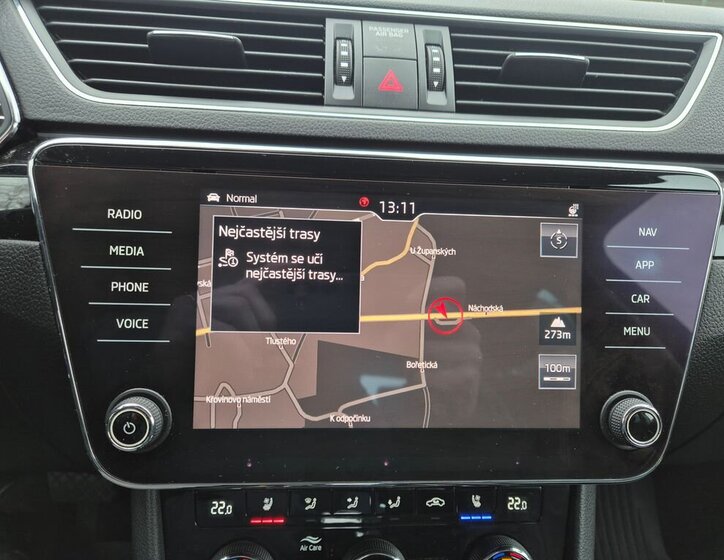 PASSENGER
AIR BAG
Normal
13:11
RADIO
MEDIA
PHONE
VOICE
Nejčastější trasy
Systém se učí
nejčastější trasy...
U Županských
S
NAV
APP
CAR
MENU
Náchodská
273m
Tlustého
Bořetická
100m
Křovinovo náměstí
K odpočinku
22.0
22.0
Air Care